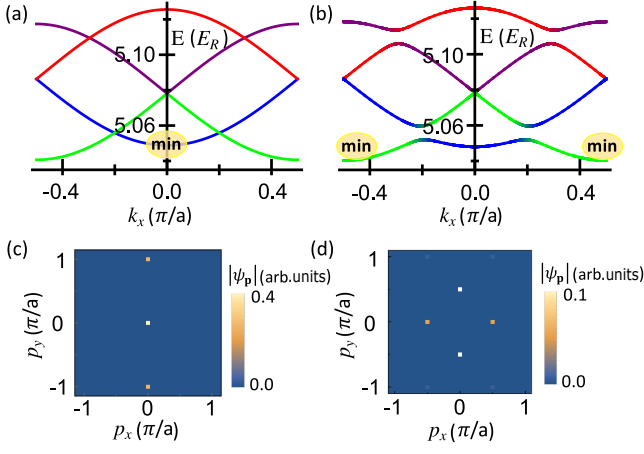 (a)
E (E_R)
5.10
5.06
min
-0.4
0.0
0.4
k_x (π/a)
(b)
E (E_R)
5.10
5.06
min
min
-0.4
0.0
0.4
k_x (π/a)
(c)
1
0
-1
p_y (π/a)
-1
0
1
p_x (π/a)
|ψ_p| (arb.units)
0.4
0.0
(d)
1
0
-1
p_y (π/a)
-1
0
1
p_x (π/a)
|ψ_p| (arb.units)
0.1
0.0